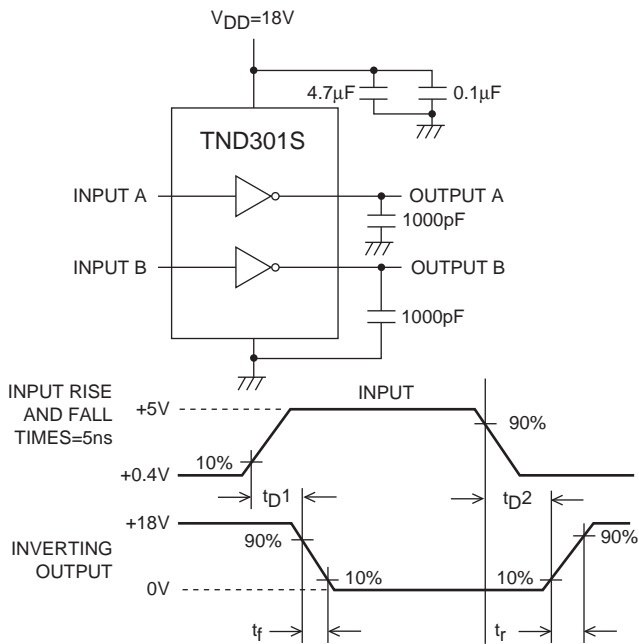 VDD=18V
4.7μF
0.1μF
TND301S
INPUT A
OUTPUT A
1000pF
INPUT B
OUTPUT B
1000pF
INPUT RISE
AND FALL
TIMES=5ns
+5V
INPUT
90%
10%
+0.4V
tD1
tD2
+18V
INVERTING
OUTPUT
90%
90%
10%
10%
0V
tf
tr